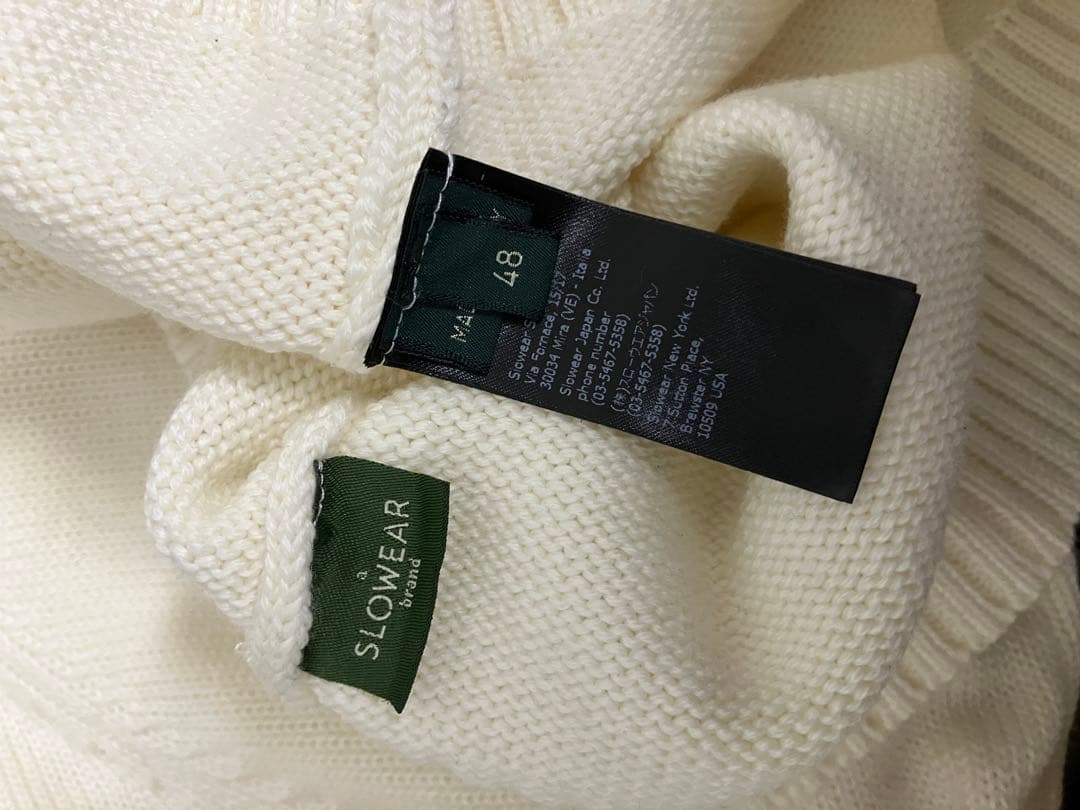 48
MA
Slowear S
Via Fornace, 15/17
30034 Mira (VE) - Italia
Slowear Japan Co. Ltd.
phone number
(03-5467-5358)
(株)スローウエアジャパン
(03-5467-5358)
Slowear New York Ltd.
7 Sutton Place,
Brewster NY
10509 USA
a
SLOWEAR
brand